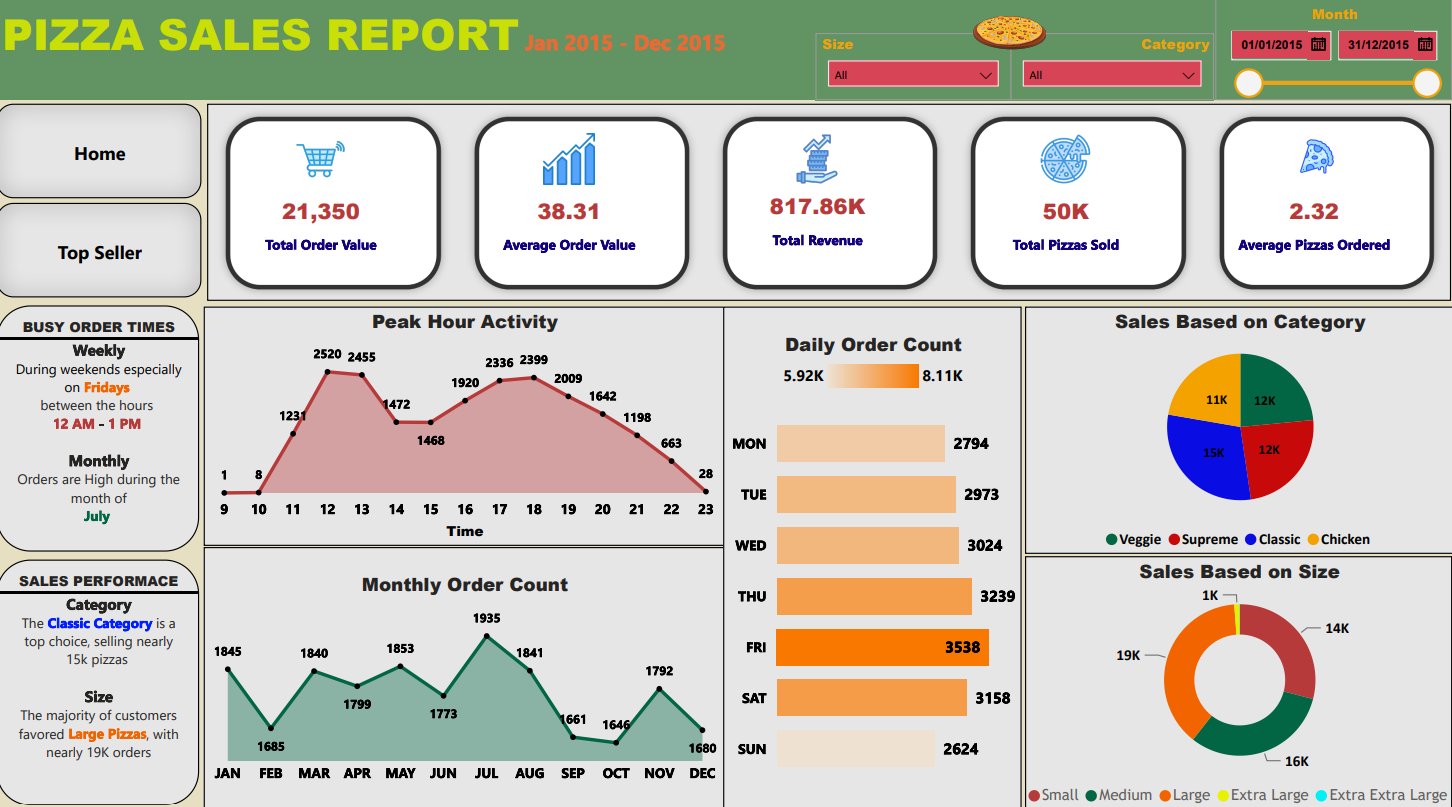 PIZZA SALES REPORT Jan 2015 - Dec 2015
Size
Category
Month
All
All
01/01/2015
31/12/2015
Home
Top Seller
21,350
Total Order Value
38.31
Average Order Value
817.86K
Total Revenue
50K
Total Pizzas Sold
2.32
Average Pizzas Ordered
BUSY ORDER TIMES
Weekly
During weekends especially
on Fridays
between the hours
12 AM - 1 PM
Monthly
Orders are High during the
month of
July
SALES PERFORMACE
Category
The Classic Category is a
top choice, selling nearly
15k pizzas
Size
The majority of customers
favored Large Pizzas, with
nearly 19K orders
Peak Hour Activity
1
8
1231
2520
2455
1472
1468
1920
2336
2399
2009
1642
1198
663
28
9 10 11 12 13 14 15 16 17 18 19 20 21 22 23
Time
Monthly Order Count
1845
1685
1840
1799
1853
1773
1935
1841
1661
1646
1792
1680
JAN FEB MAR APR MAY JUN JUL AUG SEP OCT NOV DEC
Daily Order Count
5.92K 8.11K
MON 2794
TUE 2973
WED 3024
THU 3239
FRI 3538
SAT 3158
SUN 2624
Sales Based on Category
11K
12K
15K
12K
Veggie Supreme Classic Chicken
Sales Based on Size
1K
14K
19K
16K
Small Medium Large Extra Large Extra Extra Large